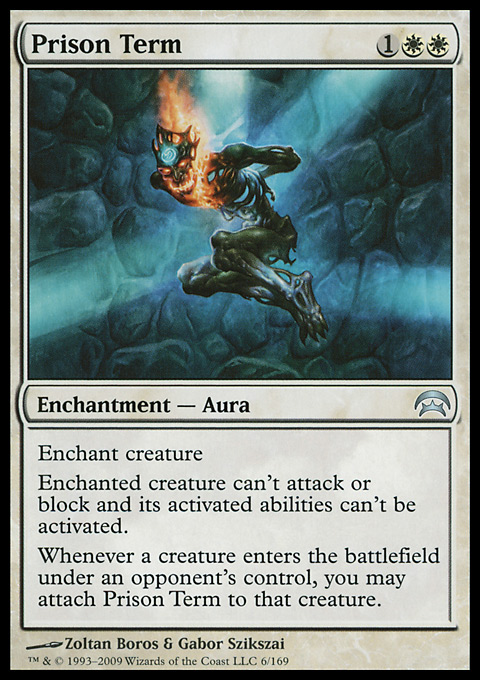 Prison Term 1
Enchantment — Aura
Enchant creature
Enchanted creature can't attack or
block and its activated abilities can't be
activated.
Whenever a creature enters the battlefield
under an opponent's control, you may
attach Prison Term to that creature.
Zoltan Boros & Gabor Szikszai
™ & © 1993–2009 Wizards of the Coast LLC 6/169